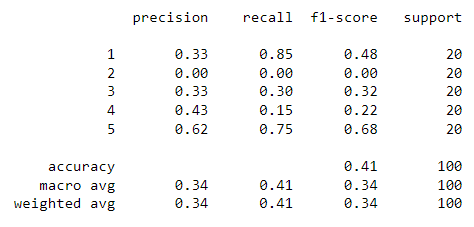 precision recall f1-score support
1 0.33 0.85 0.48 20
2 0.00 0.00 0.00 20
3 0.33 0.30 0.32 20
4 0.43 0.15 0.22 20
5 0.62 0.75 0.68 20
accuracy 0.41 100
macro avg 0.34 0.41 0.34 100
weighted avg 0.34 0.41 0.34 100